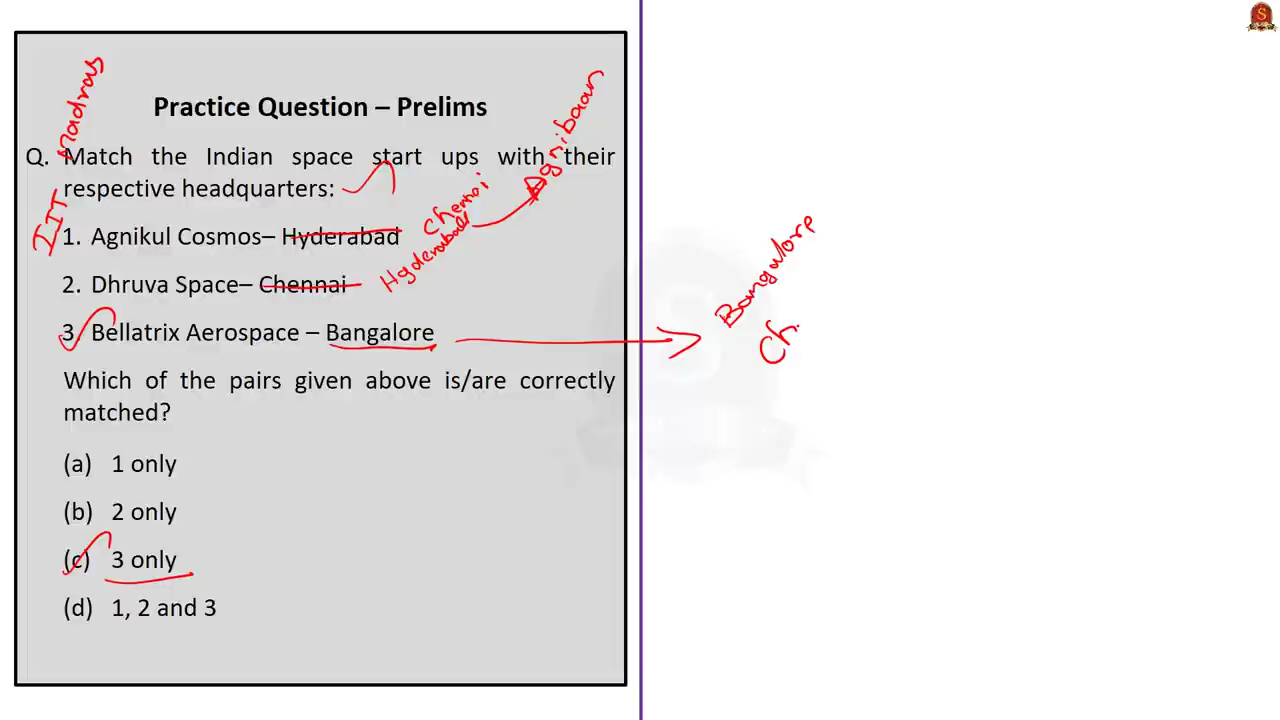 Practice Question – Prelims
Q. Match the Indian space start ups with their
respective headquarters:
1. Agnikul Cosmos– Hyderabad
2. Dhruva Space– Chennai
3. Bellatrix Aerospace – Bangalore
Which of the pairs given above is/are correctly
matched?
(a) 1 only
(b) 2 only
(c) 3 only
(d) 1, 2 and 3
IIT Madras
Chennai
Hyderabad
Agnibaan
Bangalore
Ch.
S